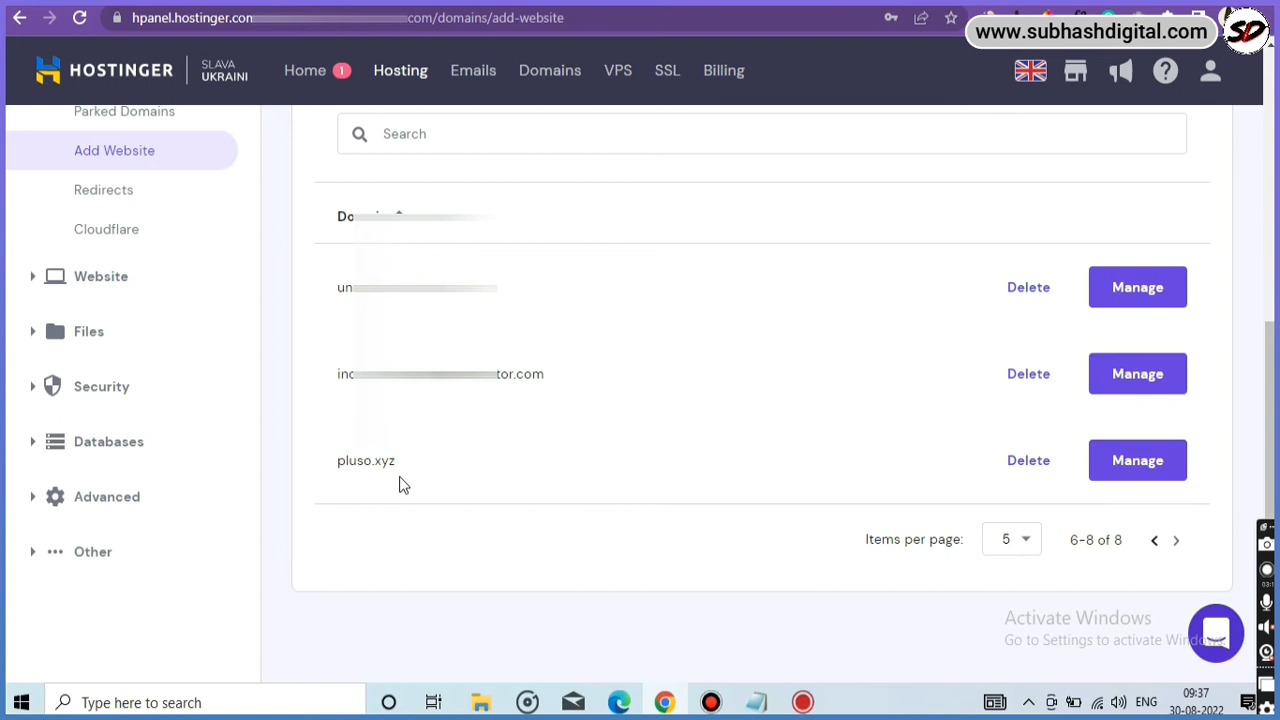 hpanel.hostinger.con com/domains/add-website
www.subhashdigital.com
SD
HOSTINGER
SLAVA
UKRAINI
Home 1 Hosting Emails Domains VPS SSL Billing
Parked Domains
Search
Add Website
Redirects
Cloudflare
Website
un Delete Manage
Files
inc tor.com Delete Manage
Security
Databases
pluso.xyz Delete Manage
Advanced
Items per page: 5 6-8 of 8
Other
Activate Windows
Go to Settings to activate Windows.
Type here to search
ENG
09:37
30-08-2022